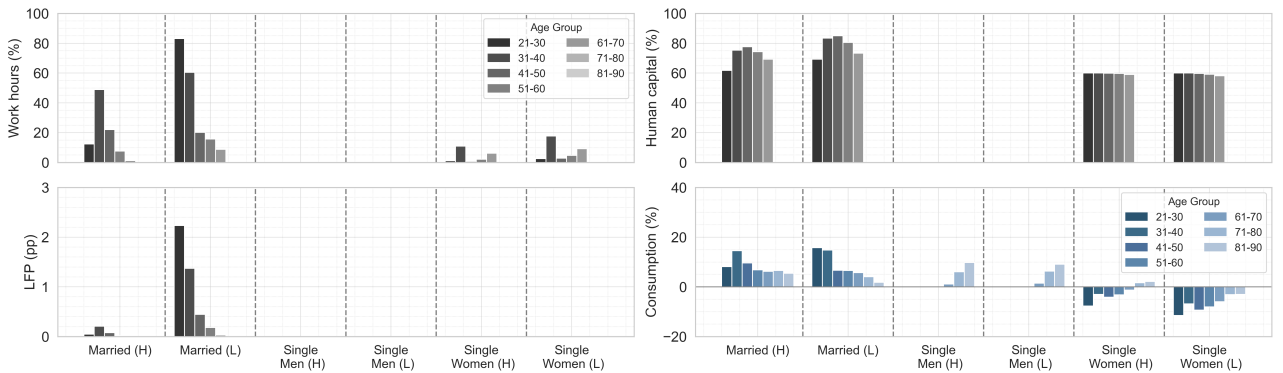 100
80
60
40
20
0
Work hours (%)
Age Group
21-30
31-40
41-50
51-60
61-70
71-80
81-90
100
80
60
40
20
0
Human capital (%)
3
2
1
0
LFP (pp)
Married (H)
Married (L)
Single
Men (H)
Single
Men (L)
Single
Women (H)
Single
Women (L)
40
20
0
−20
Consumption (%)
Age Group
21-30
31-40
41-50
51-60
61-70
71-80
81-90
Married (H)
Married (L)
Single
Men (H)
Single
Men (L)
Single
Women (H)
Single
Women (L)